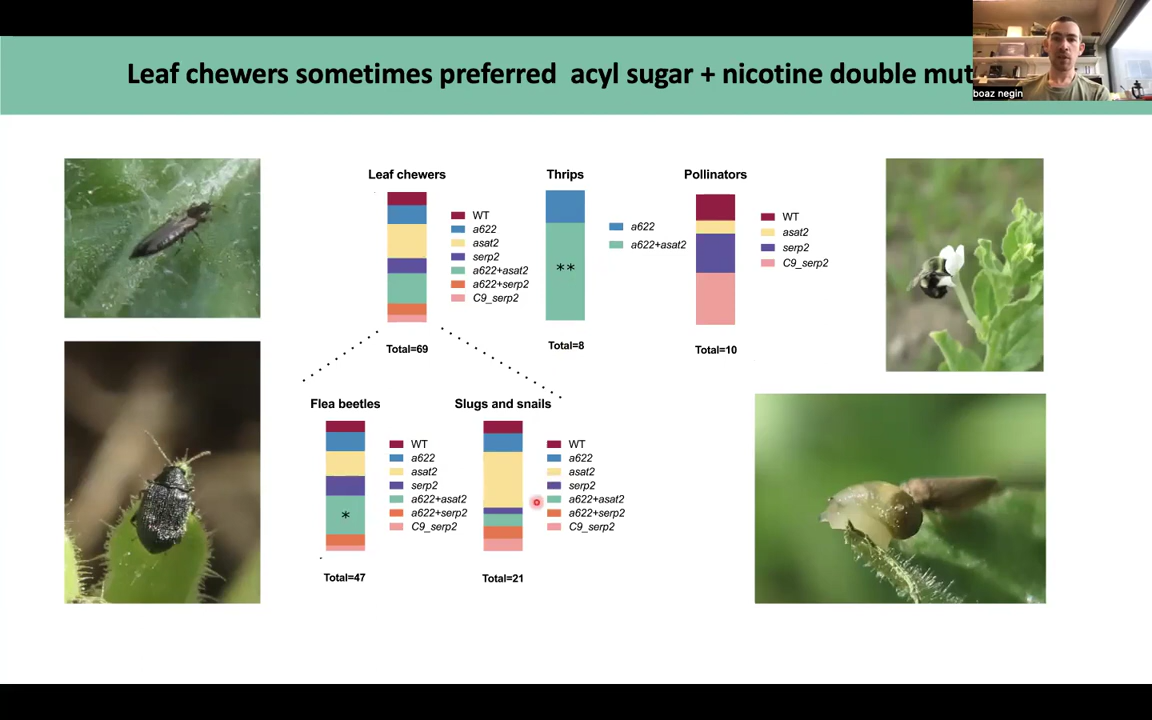 Leaf chewers sometimes preferred acyl sugar + nicotine double mut
boaz negin
Leaf chewers
WT
a622
asat2
serp2
a622+asat2
a622+serp2
C9_serp2
Total=69
Thrips
a622
a622+asat2
**
Total=8
Pollinators
WT
asat2
serp2
C9_serp2
Total=10
Flea beetles
WT
a622
asat2
serp2
a622+asat2
a622+serp2
C9_serp2
*
Total=47
Slugs and snails
WT
a622
asat2
serp2
a622+asat2
a622+serp2
C9_serp2
Total=21